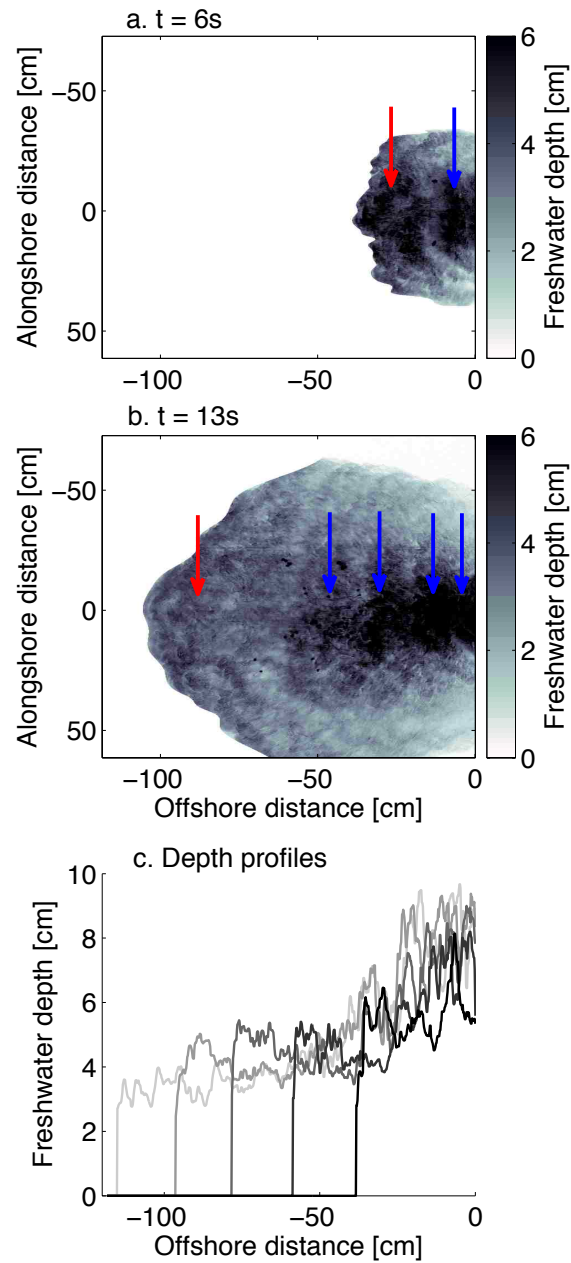 a. t = 6s
Alongshore distance [cm]
−50
0
50
−100
−50
0
6
4
2
0
Freshwater depth [cm]
b. t = 13s
Alongshore distance [cm]
−50
0
50
−100
−50
0
Offshore distance [cm]
6
4
2
0
Freshwater depth [cm]
c. Depth profiles
Freshwater depth [cm]
10
8
6
4
2
0
−100
−50
0
Offshore distance [cm]